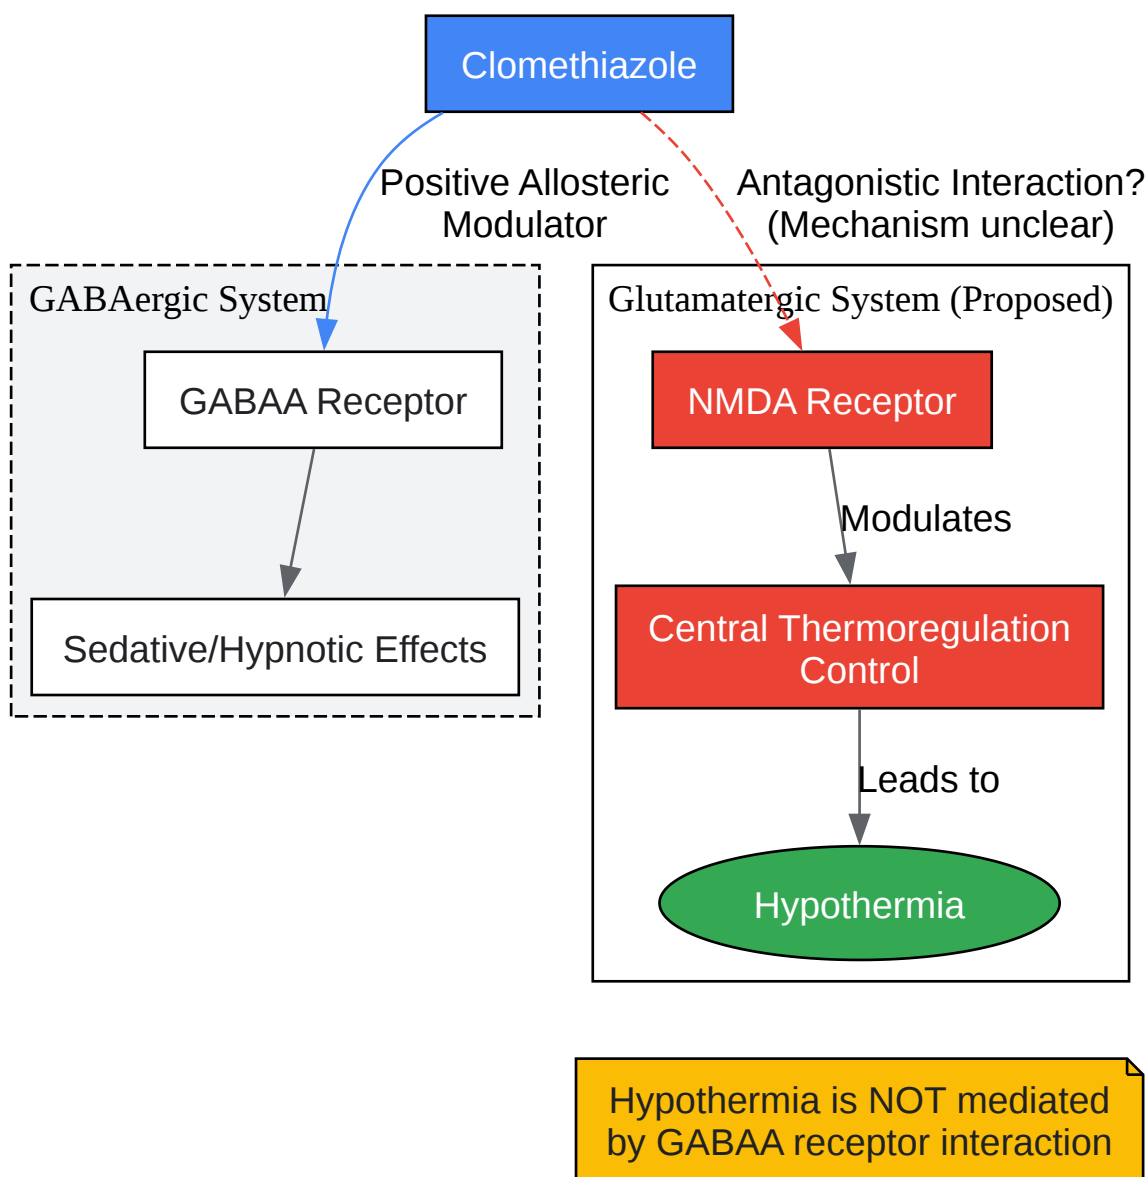 Clomethiazole
Positive Allosteric
Modulator
Antagonistic Interaction?
(Mechanism unclear)
GABAergic System
GABAA Receptor
Sedative/Hypnotic Effects
Glutamatergic System (Proposed)
NMDA Receptor
Modulates
Central Thermoregulation
Control
Leads to
Hypothermia
Hypothermia is NOT mediated
by GABAA receptor interaction